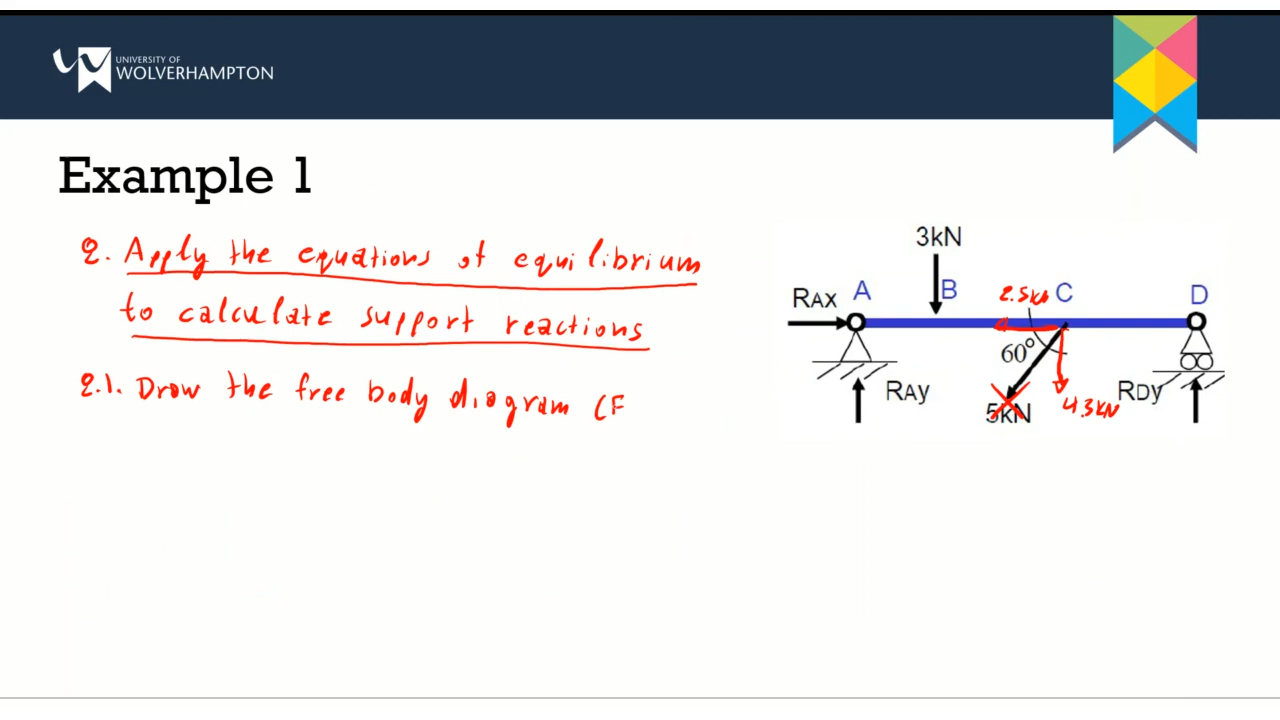 UNIVERSITY OF
WOLVERHAMPTON
Example 1
2. Apply the equations of equilibrium
to calculate support reactions
2.1. Draw the free body diagram (F
3kN
RAX A B 2.5kN C D
60°
RAy RDy
5kN 4.3kN